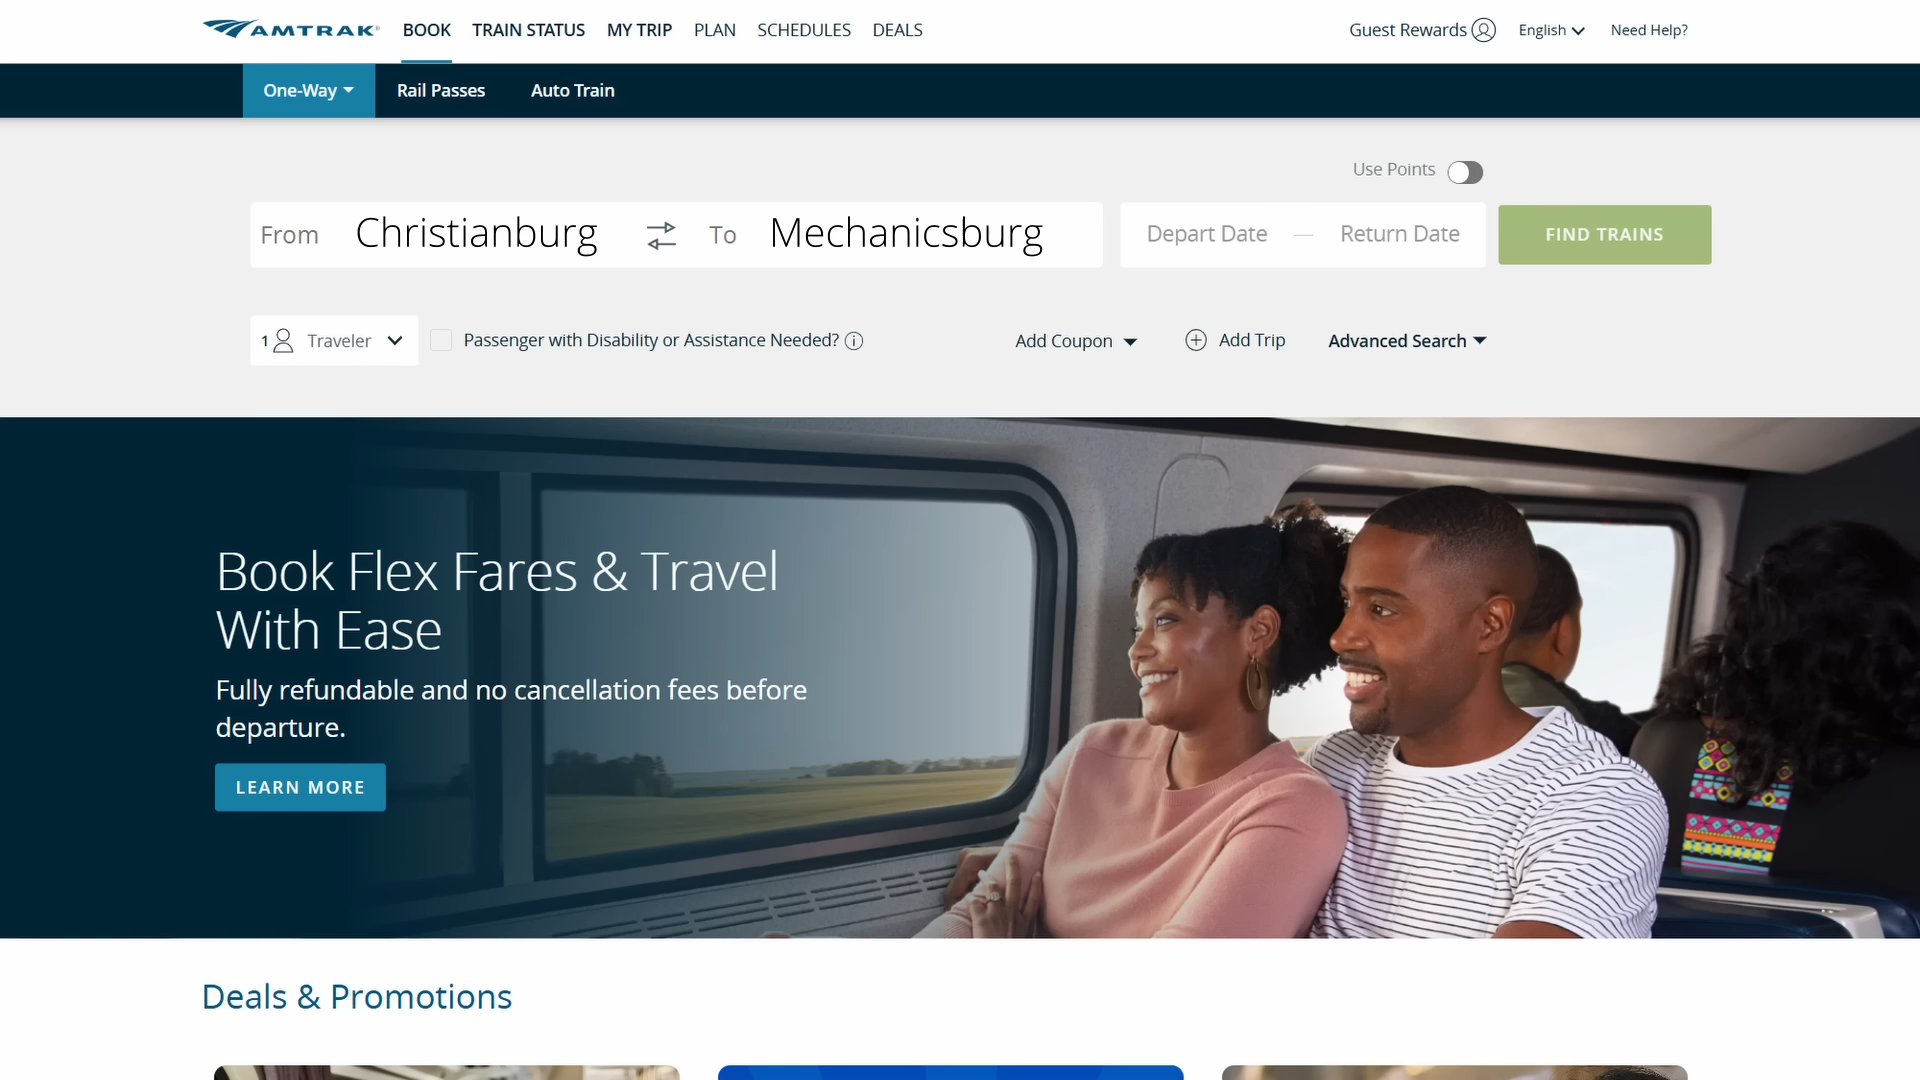 AMTRAK BOOK TRAIN STATUS MY TRIP PLAN SCHEDULES DEALS Guest Rewards English Need Help?
One-Way Rail Passes Auto Train
Use Points
From Christianburg To Mechanicsburg Depart Date — Return Date FIND TRAINS
1 Traveler Passenger with Disability or Assistance Needed? Add Coupon Add Trip Advanced Search
Book Flex Fares & Travel
With Ease
Fully refundable and no cancellation fees before
departure.
LEARN MORE
Deals & Promotions